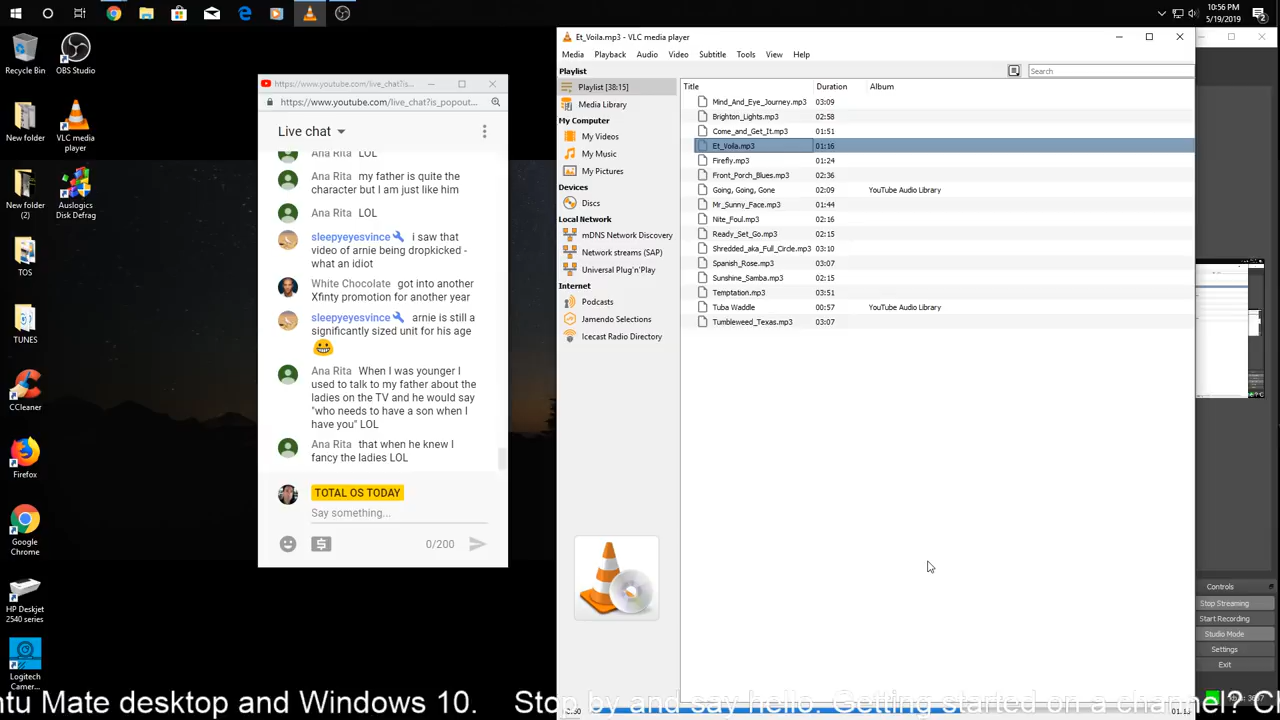 10:56 PM
5/19/2019
2
Recycle Bin
OBS Studio
New folder
VLC media
player
New folder
(2)
Auslogics
Disk Defrag
TOS
TUNES
CCleaner
Firefox
Google
Chrome
HP Deskjet
2540 series
Logitech
Camer...
https://www.youtube.com/live_chat?is...
https://www.youtube.com/live_chat?is_popout...
Live chat
Ana Rita LOL
Ana Rita my father is quite the
character but I am just like him
Ana Rita LOL
sleepyeyesvince i saw that
video of arnie being dropkicked -
what an idiot
White Chocolate got into another
Xfinty promotion for another year
sleepyeyesvince arnie is still a
significantly sized unit for his age
Ana Rita When I was younger I
used to talk to my father about the
ladies on the TV and he would say
"who needs to have a son when I
have you" LOL
Ana Rita that when he knew I
fancy the ladies LOL
TOTAL OS TODAY
Say something...
0/200
Et_Voila.mp3 - VLC media player
Media Playback Audio Video Subtitle Tools View Help
Playlist
Search
Playlist [38:15]
Media Library
My Computer
My Videos
My Music
My Pictures
Devices
Discs
Local Network
mDNS Network Discovery
Network streams (SAP)
Universal Plug'n'Play
Internet
Podcasts
Jamendo Selections
Icecast Radio Directory
Title Duration Album
Mind_And_Eye_Journey.mp3 03:09
Brighton_Lights.mp3 02:58
Come_and_Get_It.mp3 01:51
Et_Voila.mp3 01:16
Firefly.mp3 01:24
Front_Porch_Blues.mp3 02:36
Going, Going, Gone 02:09 YouTube Audio Library
Mr_Sunny_Face.mp3 01:44
Nite_Foul.mp3 02:16
Ready_Set_Go.mp3 02:15
Shredded_aka_Full_Circle.mp3 03:10
Spanish_Rose.mp3 03:07
Sunshine_Samba.mp3 02:15
Temptation.mp3 03:51
Tuba Waddle 00:57 YouTube Audio Library
Tumbleweed_Texas.mp3 03:07
Controls
Stop Streaming
Start Recording
Studio Mode
Settings
Exit
ntu Mate desktop and Windows 10. Stop by and say hello. Getting started on a channel?